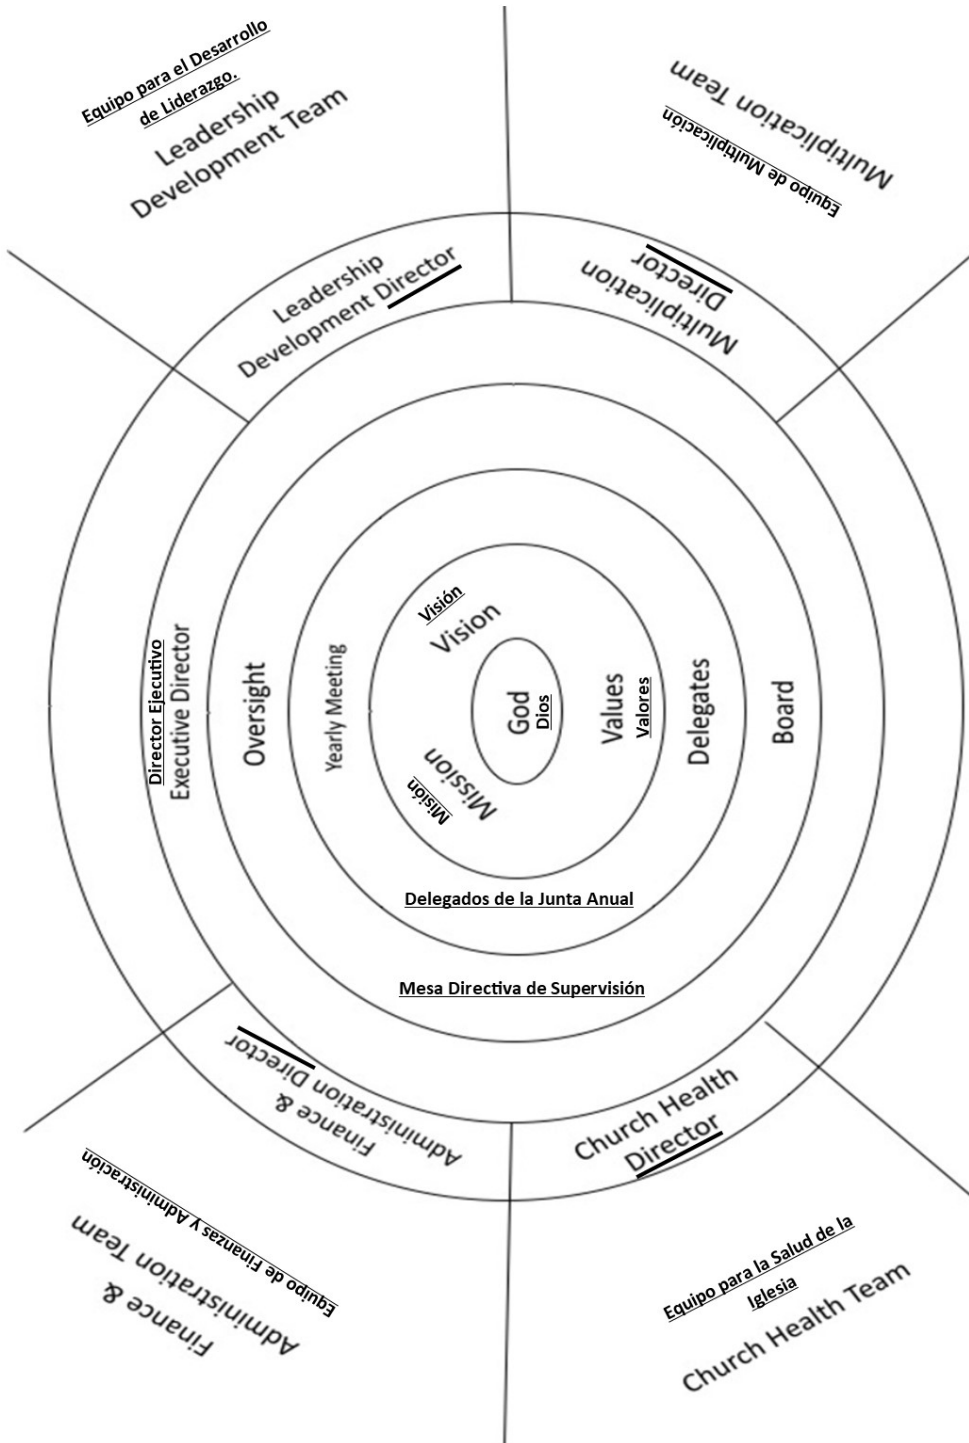 Equipo para el Desarrollo
de Liderazgo.
Leadership
Development Team
Multiplication Team
Equipo de Multiplicación
Leadership
Development Director
Multiplication
Director
Visión
Vision
God
Dios
Values
Valores
Mission
Misión
Yearly Meeting
Delegates
Delegados de la Junta Anual
Oversight
Board
Mesa Directiva de Supervisión
Director Ejecutivo
Executive Director
Finance &
Administration Director
Church Health
Director
Equipo de Finanzas y Administración
Finance &
Administration Team
Equipo para la Salud de la
Iglesia
Church Health Team